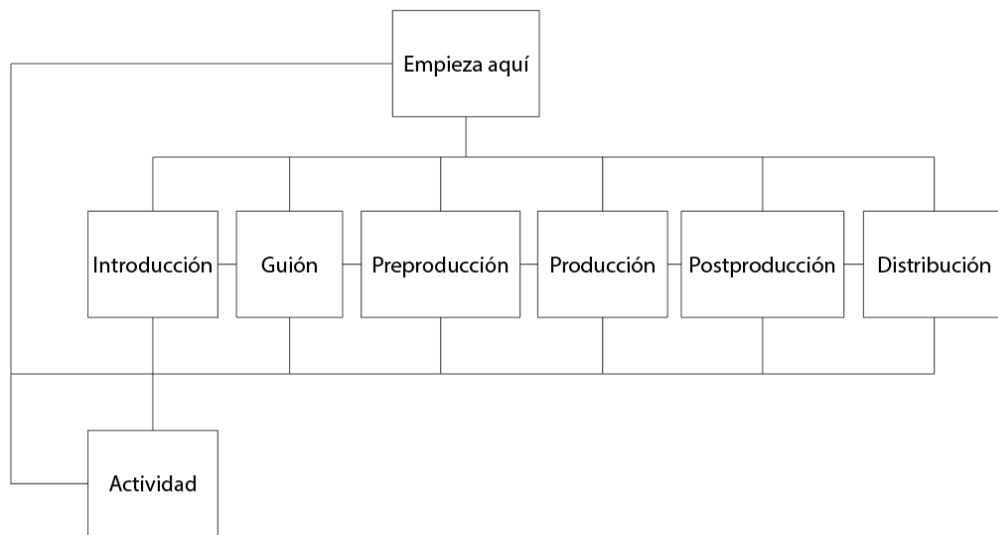 Empieza aquí
Introducción
Guión
Preproducción
Producción
Postproducción
Distribución
Actividad